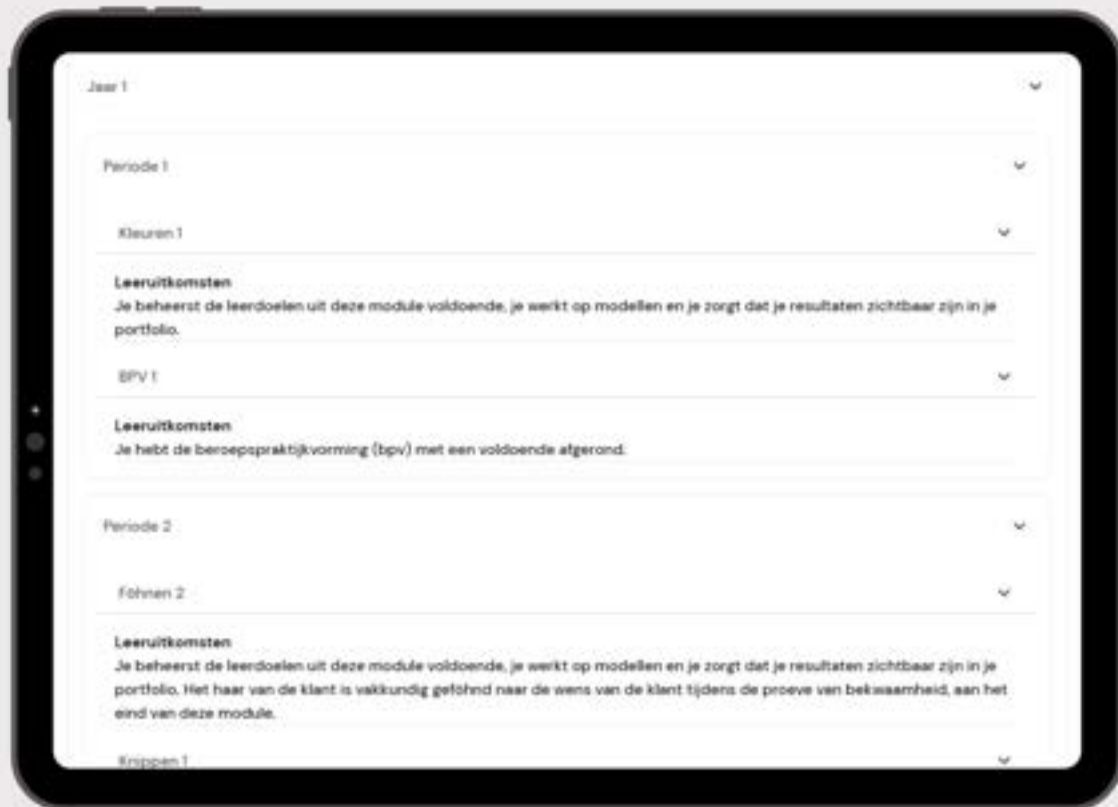 Jaar 1
Periode 1
Kleuren 1
Leeruitkomsten
Je beheerst de leerdoelen uit deze module voldoende, je werkt op modellen en je zorgt dat je resultaten zichtbaar zijn in je
portfolio.
BPV 1
Leeruitkomsten
Je hebt de beroepspraktijkvorming (bpv) met een voldoende afgerond.
Periode 2
Föhnen 2
Leeruitkomsten
Je beheerst de leerdoelen uit deze module voldoende, je werkt op modellen en je zorgt dat je resultaten zichtbaar zijn in je
portfolio. Het haar van de klant is vakkundig geföhnd naar de wens van de klant tijdens de proeve van bekwaamheid, aan het
eind van deze module.
Knippen 1